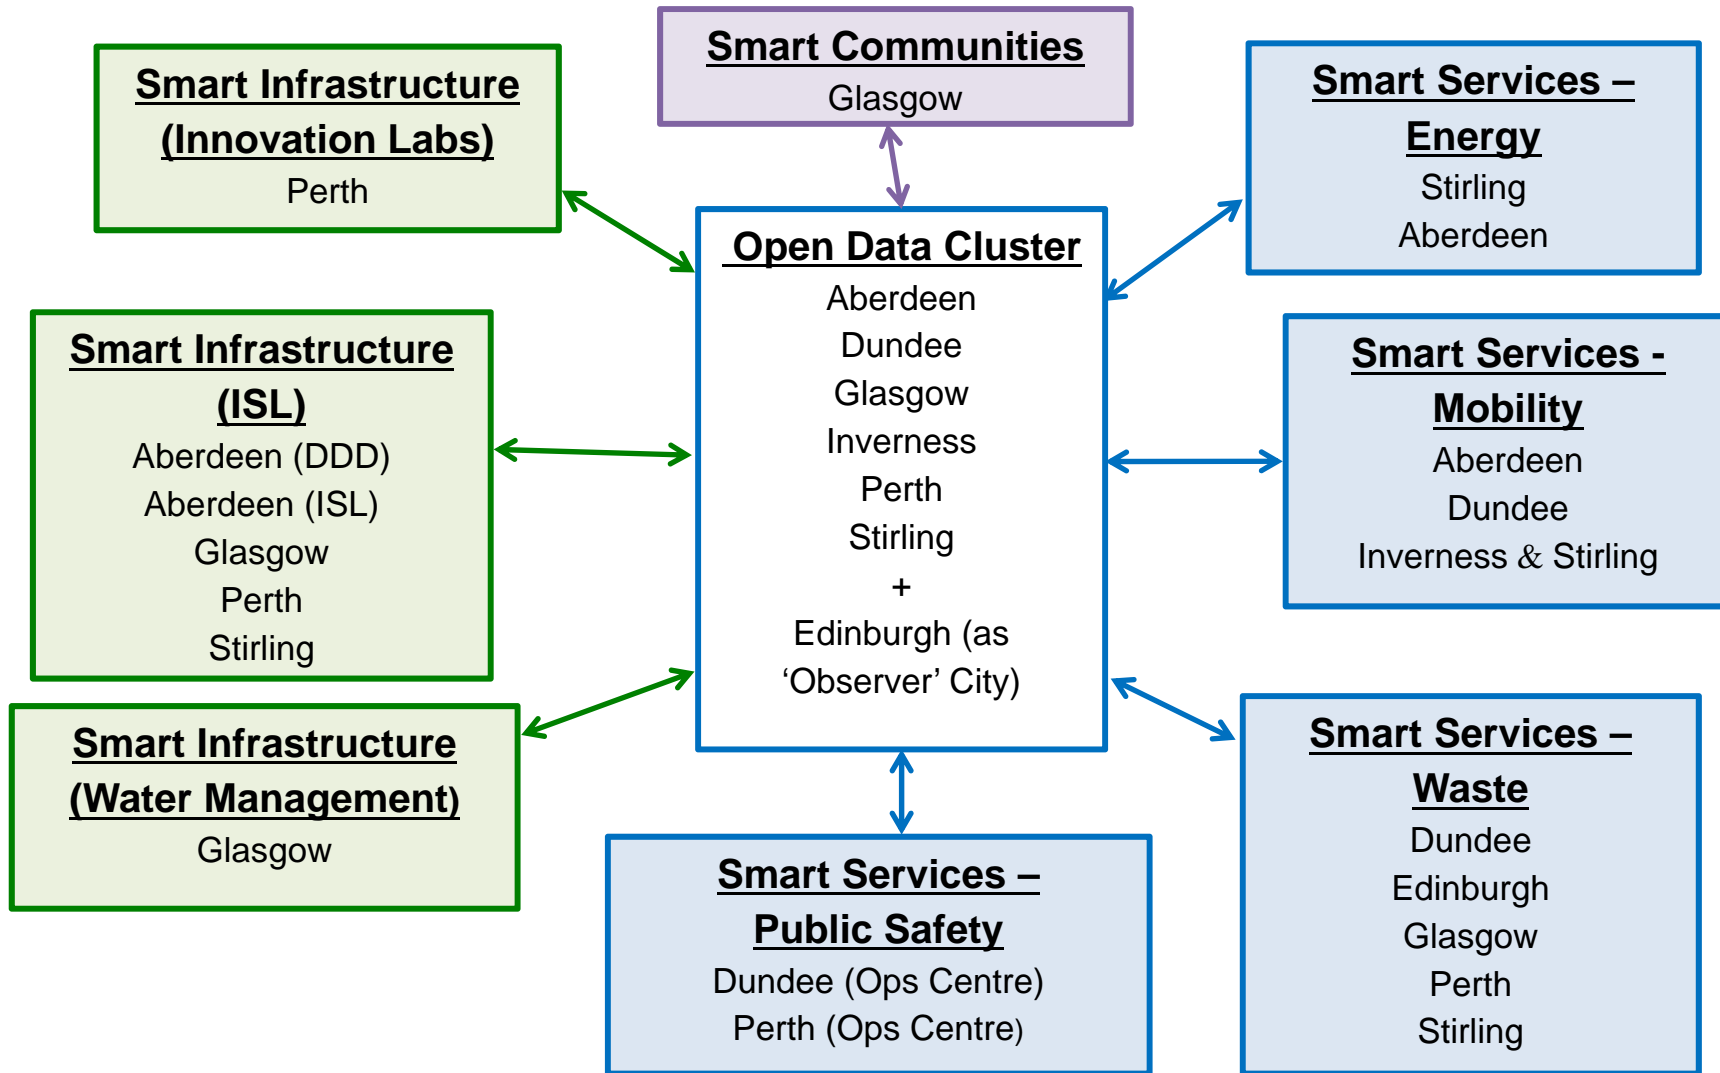 Smart Communities
Glasgow
Smart Infrastructure
(Innovation Labs)
Perth
Smart Services –
Energy
Stirling
Aberdeen
Open Data Cluster
Aberdeen
Dundee
Glasgow
Inverness
Perth
Stirling
+
Edinburgh (as
‘Observer’ City)
Smart Infrastructure
(ISL)
Aberdeen (DDD)
Aberdeen (ISL)
Glasgow
Perth
Stirling
Smart Services -
Mobility
Aberdeen
Dundee
Inverness & Stirling
Smart Infrastructure
(Water Management)
Glasgow
Smart Services –
Public Safety
Dundee (Ops Centre)
Perth (Ops Centre)
Smart Services –
Waste
Dundee
Edinburgh
Glasgow
Perth
Stirling